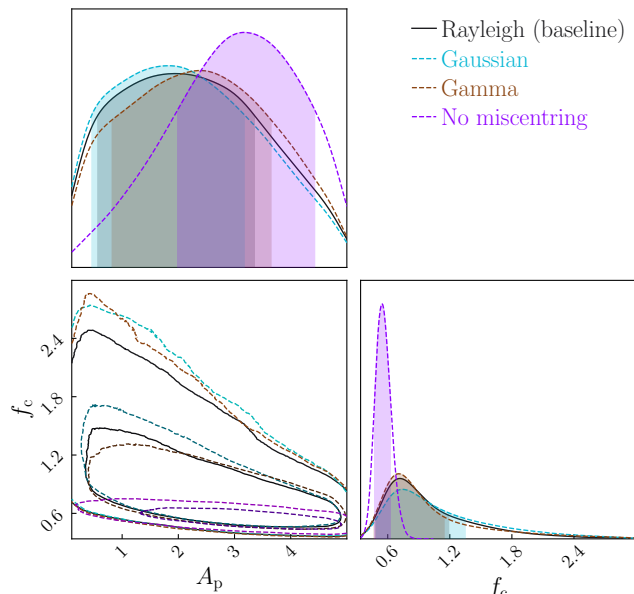 Rayleigh (baseline)
Gaussian
Gamma
No miscentring
2.4
1.8
1.2
0.6
f_c
1 2 3 4
A_p
0.6 1.2 1.8 2.4
f_c